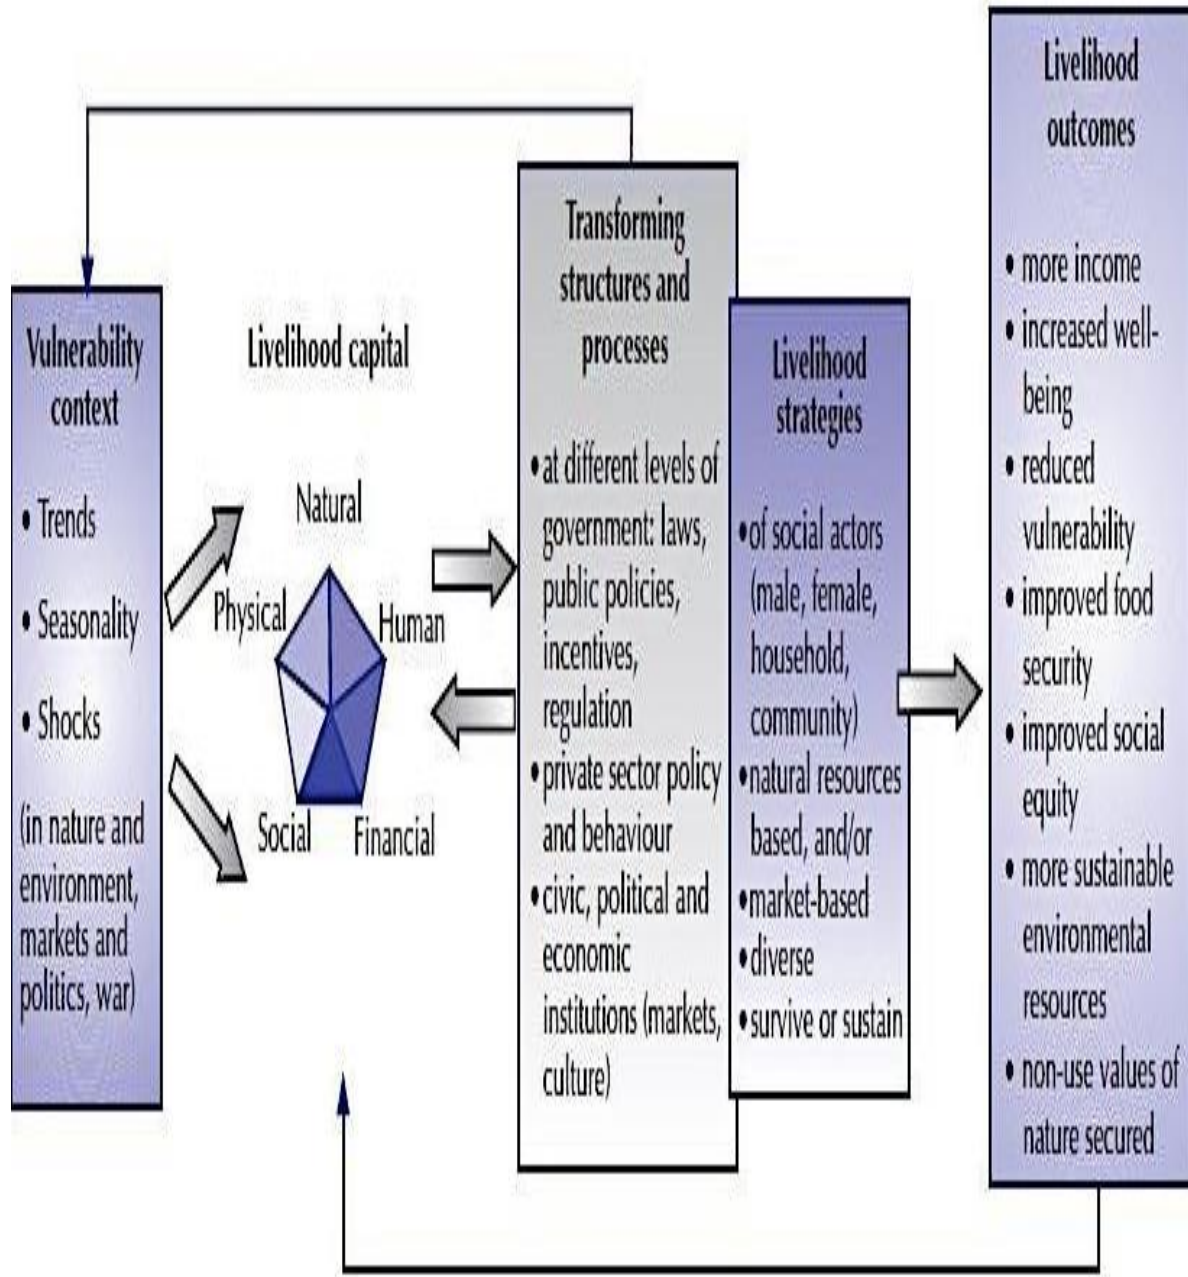 Vulnerability
context
• Trends
• Seasonality
• Shocks
(in nature and
environment,
markets and
politics, war)
Livelihood capital
Natural
Physical
Human
Social
Financial
Transforming
structures and
processes
• at different levels of
government: laws,
public policies,
incentives,
regulation
• private sector policy
and behaviour
• civic, political and
economic
institutions (markets,
culture)
Livelihood
strategies
• of social actors
(male, female,
household,
community)
• natural resources
based, and/or
• market-based
• diverse
• survive or sustain
Livelihood
outcomes
• more income
• increased well-
being
• reduced
vulnerability
• improved food
security
• improved social
equity
• more sustainable
environmental
resources
• non-use values of
nature secured